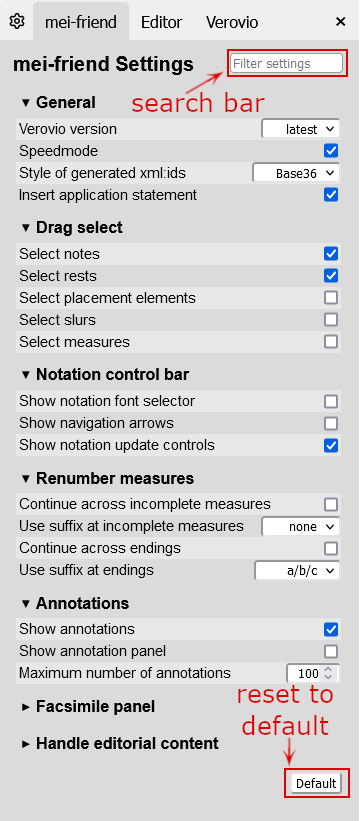 mei-friend Editor Verovio ×
mei-friend Settings Filter settings
search bar
▼ General
Verovio version latest
Speedmode
Style of generated xml:ids Base36
Insert application statement
▼ Drag select
Select notes
Select rests
Select placement elements
Select slurs
Select measures
▼ Notation control bar
Show notation font selector
Show navigation arrows
Show notation update controls
▼ Renumber measures
Continue across incomplete measures
Use suffix at incomplete measures none
Continue across endings
Use suffix at endings a/b/c
▼ Annotations
Show annotations
Show annotation panel
Maximum number of annotations 100
reset to
► Facsimile panel
default
► Handle editorial content
Default